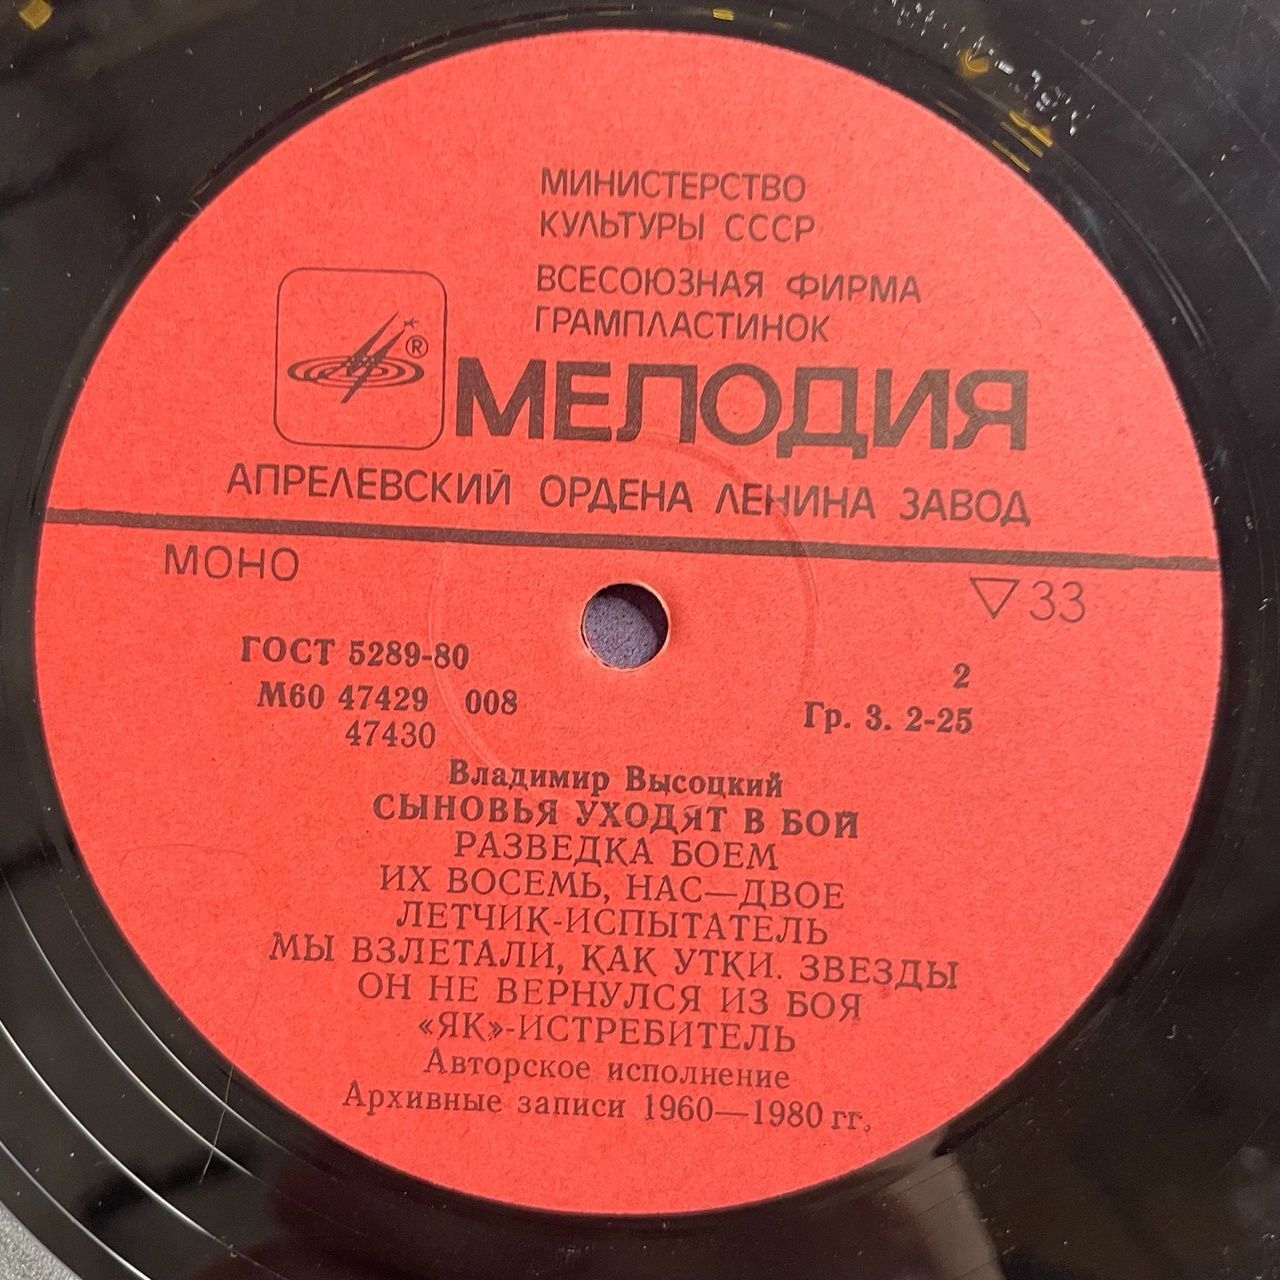 МИНИСТЕРСТВО
КУЛЬТУРЫ СССР
ВСЕСОЮЗНАЯ ФИРМА
ГРАМПЛАСТИНОК
®
МЕЛОДИЯ
АПРЕЛЕВСКИЙ ОРДЕНА ЛЕНИНА ЗАВОД
МОНО
▽ 33
ГОСТ 5289-80
М60 47429 008
47430
2
Гр. 3. 2-25
Владимир Высоцкий
СЫНОВЬЯ УХОДЯТ В БОЙ
РАЗВЕДКА БОЕМ
ИХ ВОСЕМЬ, НАС—ДВОЕ
ЛЕТЧИК-ИСПЫТАТЕЛЬ
МЫ ВЗЛЕТАЛИ, КАК УТКИ. ЗВЕЗДЫ
ОН НЕ ВЕРНУЛСЯ ИЗ БОЯ
«ЯК»-ИСТРЕБИТЕЛЬ
Авторское исполнение
Архивные записи 1960—1980 гг.